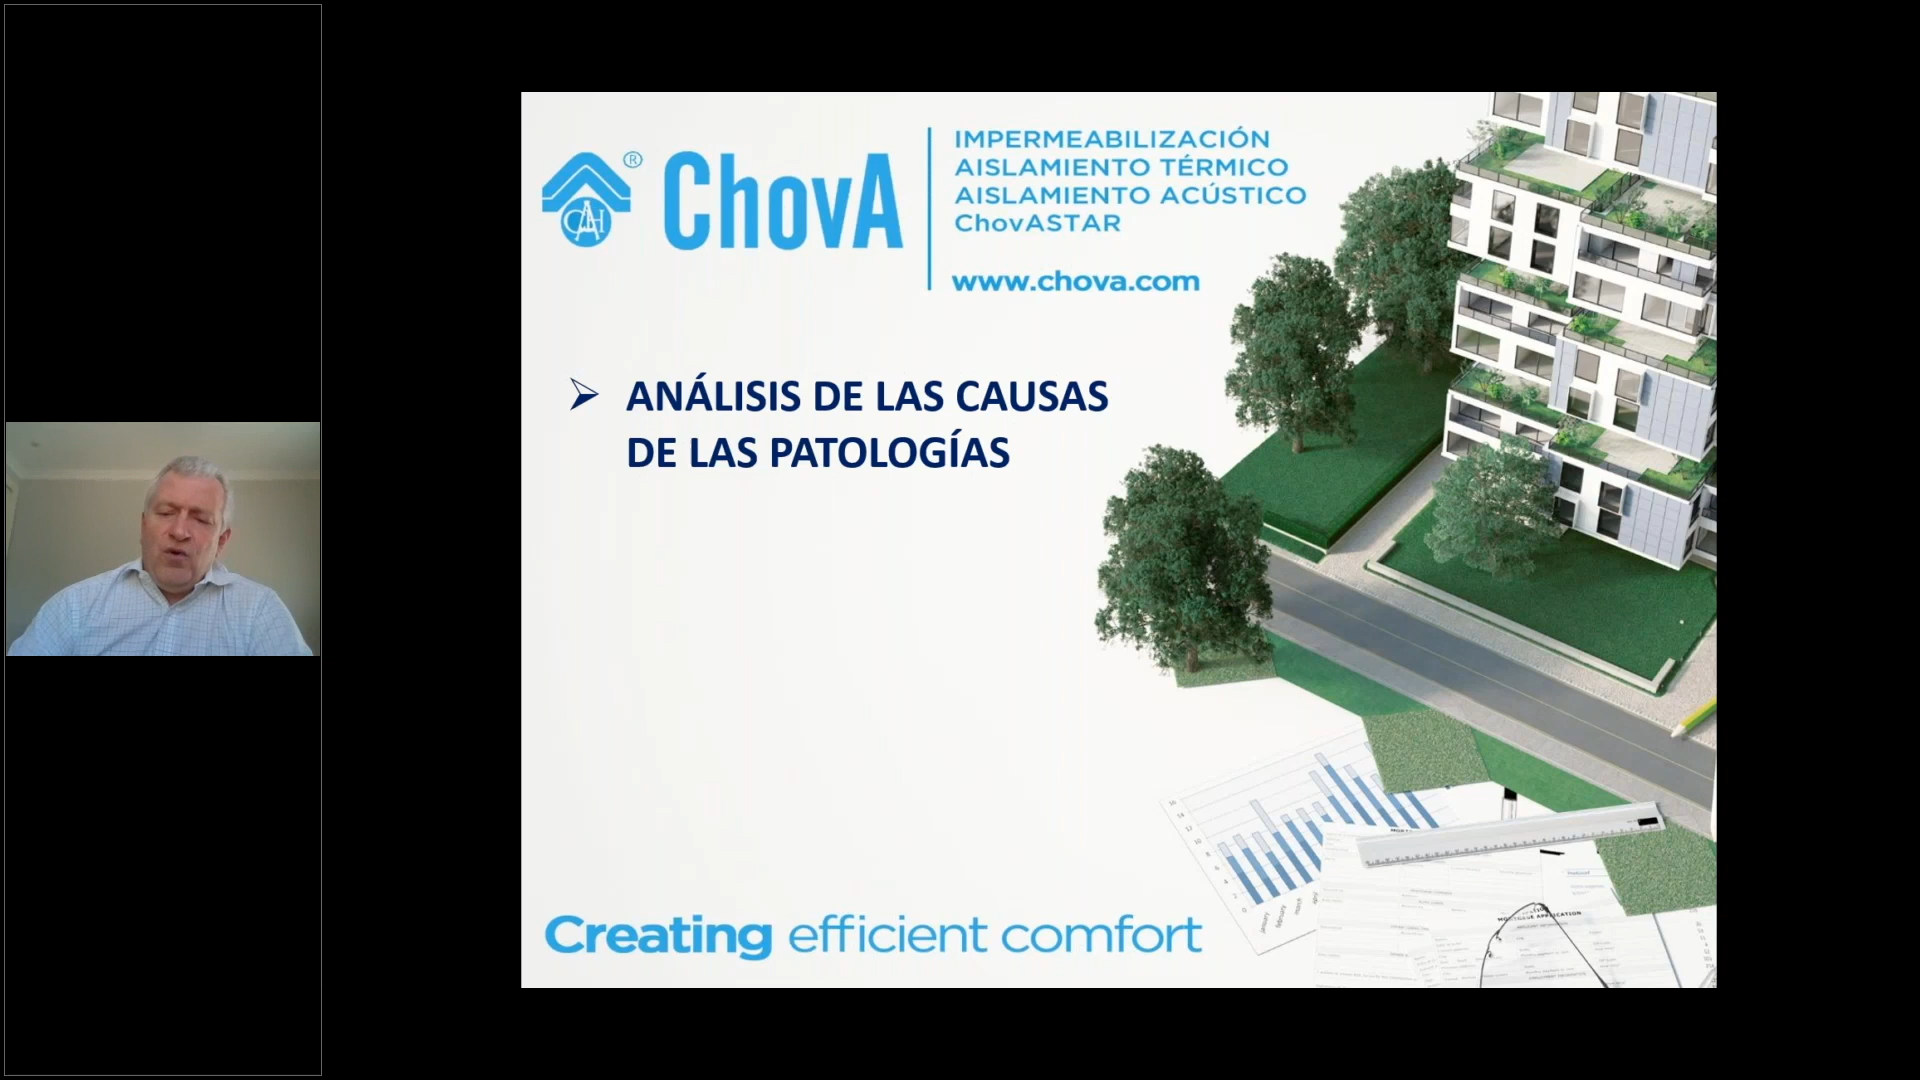 ®
ChovA
IMPERMEABILIZACIÓN
AISLAMIENTO TÉRMICO
AISLAMIENTO ACÚSTICO
ChovASTAR
www.chova.com
➢ ANÁLISIS DE LAS CAUSAS
DE LAS PATOLOGÍAS
Creating efficient comfort